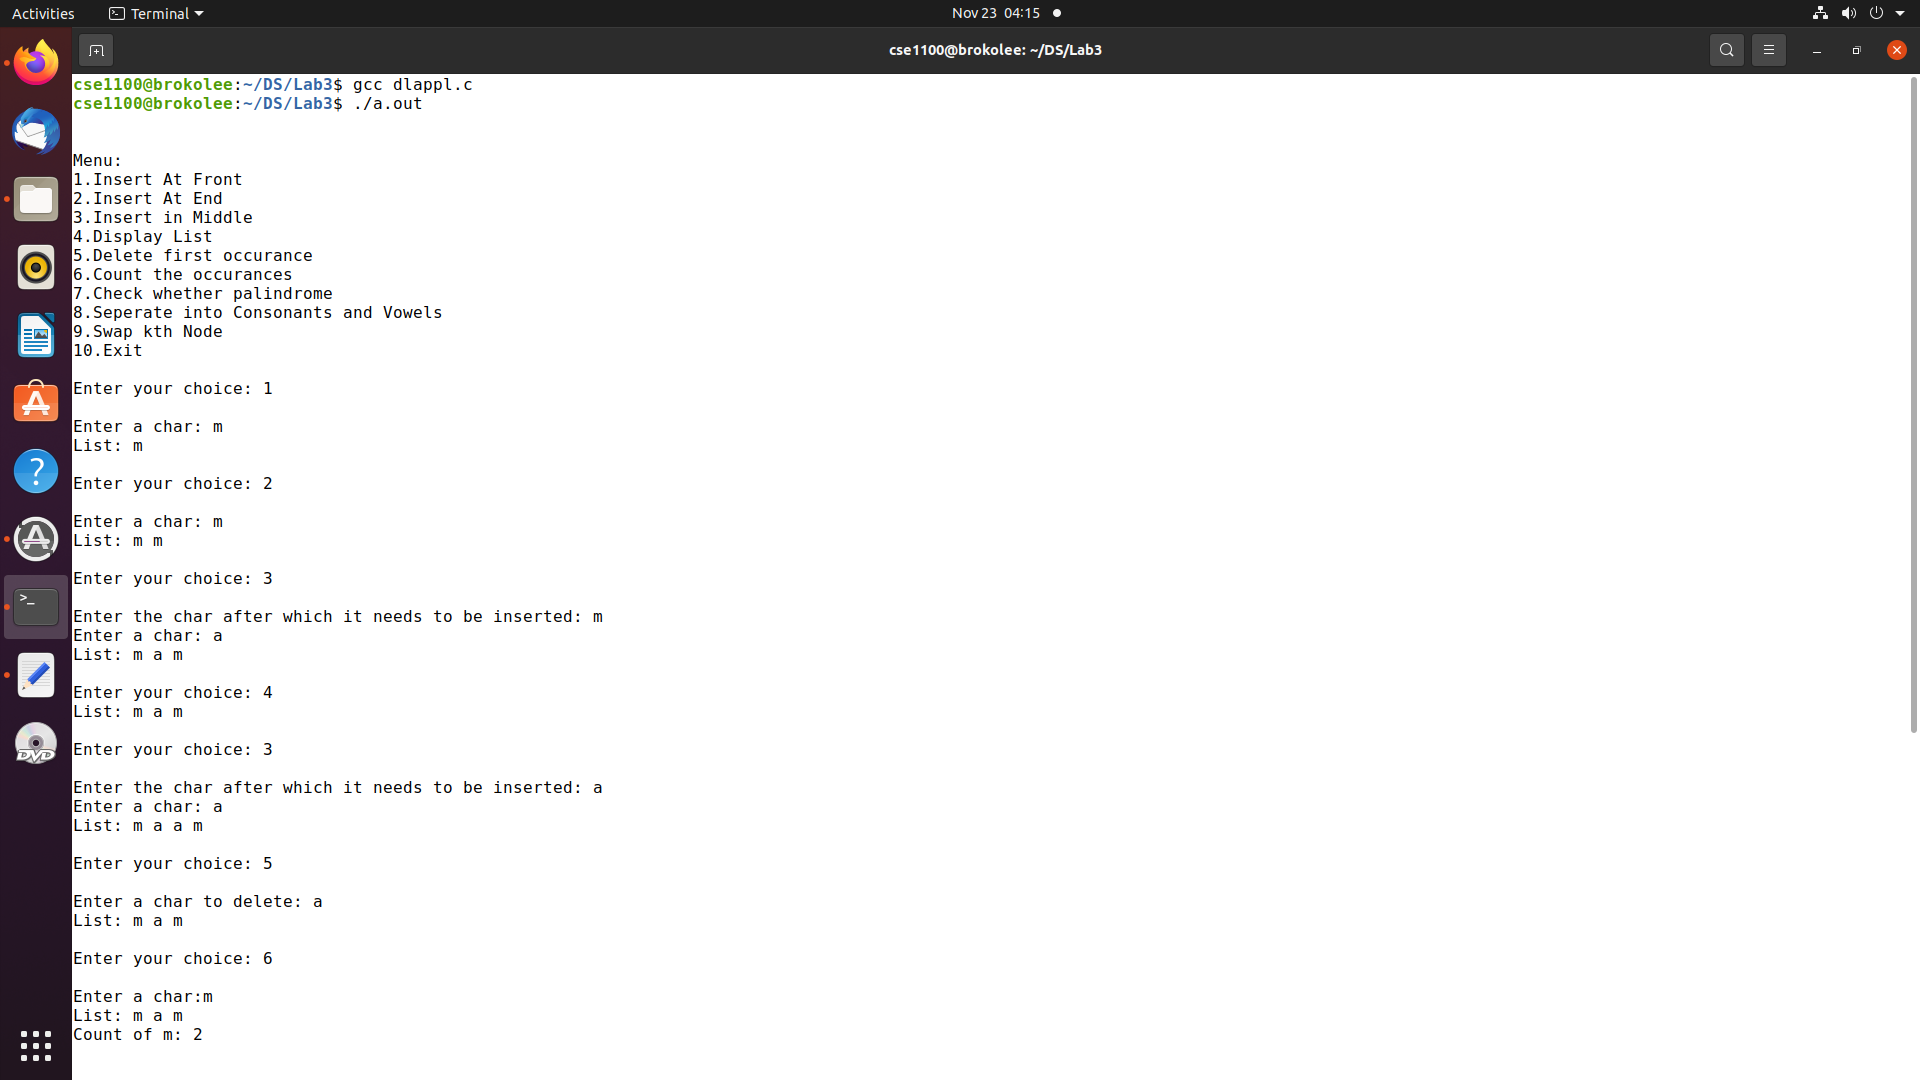 Activities
Terminal
Nov 23 04:15
cse1100@brokolee: ~/DS/Lab3
cse1100@brokolee:~/DS/Lab3$ gcc dlappl.c
cse1100@brokolee:~/DS/Lab3$ ./a.out
Menu:
1.Insert At Front
2.Insert At End
3.Insert in Middle
4.Display List
5.Delete first occurance
6.Count the occurances
7.Check whether palindrome
8.Seperate into Consonants and Vowels
9.Swap kth Node
10.Exit
Enter your choice: 1
Enter a char: m
List: m
Enter your choice: 2
Enter a char: m
List: m m
Enter your choice: 3
Enter the char after which it needs to be inserted: m
Enter a char: a
List: m a m
Enter your choice: 4
List: m a m
Enter your choice: 3
Enter the char after which it needs to be inserted: a
Enter a char: a
List: m a a m
Enter your choice: 5
Enter a char to delete: a
List: m a m
Enter your choice: 6
Enter a char:m
List: m a m
Count of m: 2
DVD